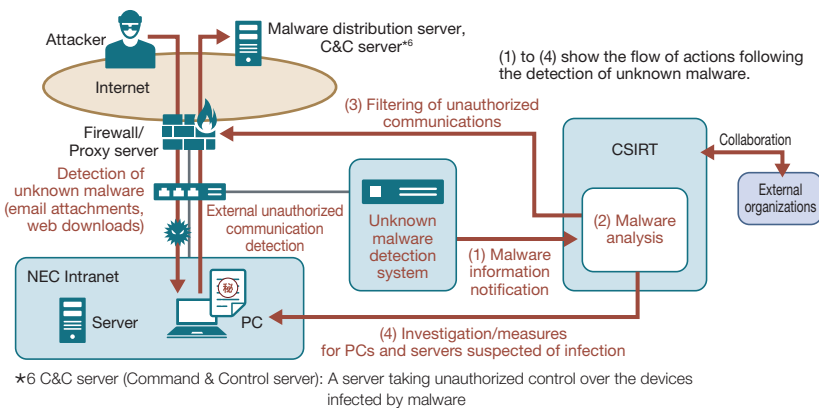 Attacker
Malware distribution server,
C&C server*6
(1) to (4) show the flow of actions following
the detection of unknown malware.
Internet
(3) Filtering of unauthorized
communications
Firewall/
Proxy server
CSIRT
Collaboration
External
organizations
Detection of
unknown malware
(email attachments,
web downloads)
External unauthorized
communication
detection
Unknown
malware
detection
system
(2) Malware
analysis
(1) Malware
information
notification
NEC Intranet
秘
Server
PC
(4) Investigation/measures
for PCs and servers suspected of infection
*6 C&C server (Command & Control server): A server taking unauthorized control over the devices
infected by malware